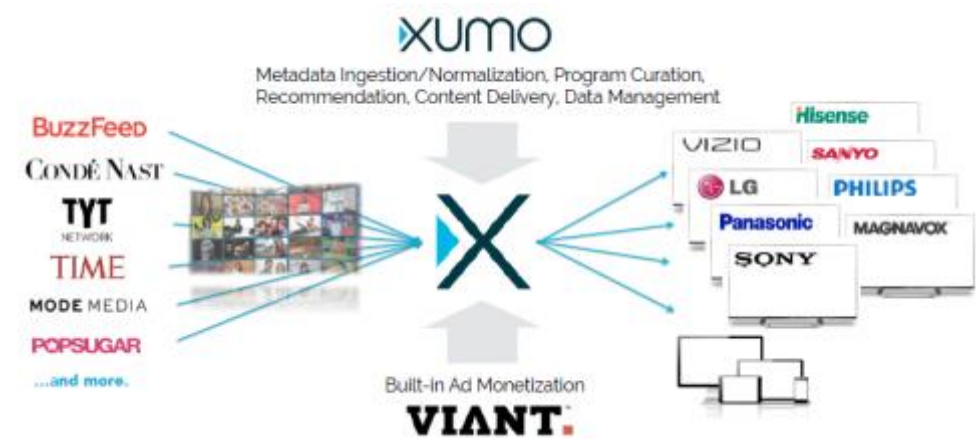 XUMO
Metadata Ingestion/Normalization, Program Curation,
Recommendation, Content Delivery, Data Management
BuzzFeed
CONDÉ NAST
TYT
NETWORK
TIME
MODE MEDIA
POPSUGAR
...and more.
X
Hisense
VIZIO
SANYO
LG
PHILIPS
Panasonic
MAGNAVOX
SONY
Built-in Ad Monetization
VIANT.